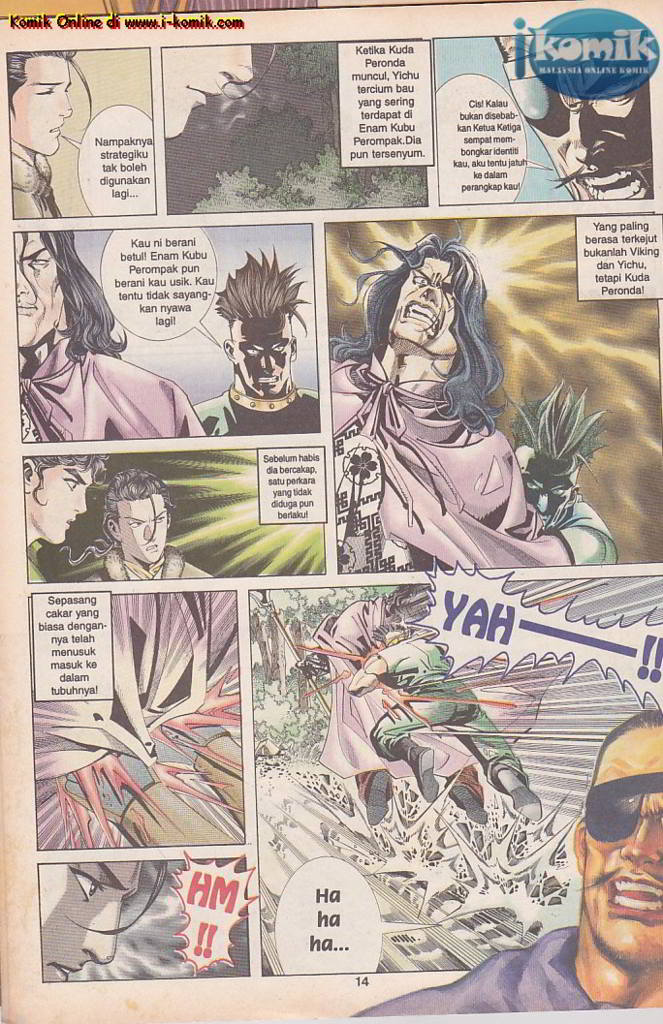 Komik Online di www.i-komik.com
ikomik
MALAYSIA ONLINE KOMIK
Nampaknya
strategiku
tak boleh
digunakan
lagi...
Ketika Kuda
Peronda
muncul, Yichu
tercium bau
yang sering
terdapat di
Enam Kubu
Perompak.Dia
pun tersenyum.
Cis! Kalau
bukan disebab-
kan Ketua Ketiga
sempat mem-
bongkar identiti
kau, aku tentu jatuh
ke dalam
perangkap kau!
Kau ni berani
betul! Enam Kubu
Perompak pun
berani kau usik. Kau
tentu tidak sayang-
kan nyawa
lagi!
Yang paling
berasa terkejut
bukanlah Viking
dan Yichu,
tetapi Kuda
Peronda!
Sebelum habis
dia bercakap,
satu perkara
yang tidak
diduga pun
berlaku!
Sepasang
cakar yang
biasa dengan-
nya telah
menusuk
masuk ke
dalam
tubuhnya!
YAH——!!
HM
!!
Ha
ha
ha...
14